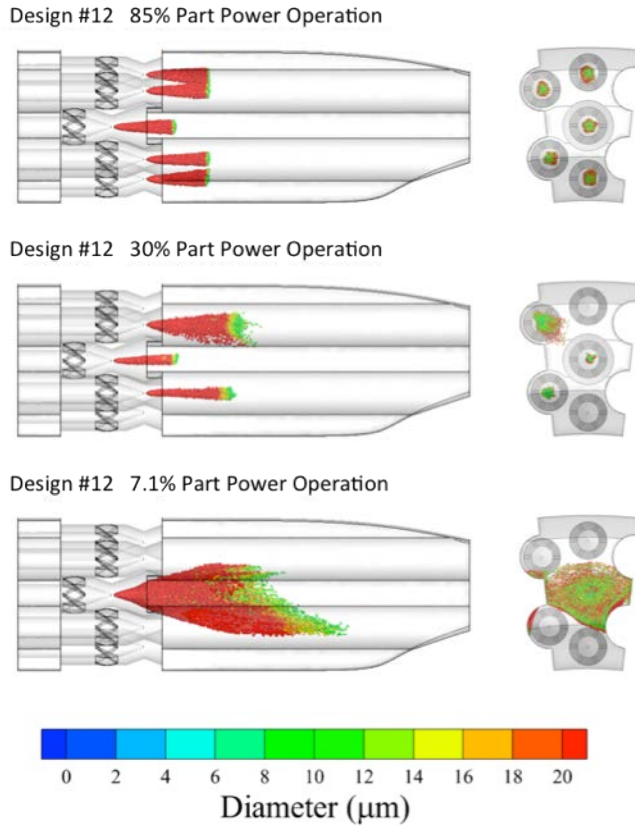 Design #12 85% Part Power Operation
Design #12 30% Part Power Operation
Design #12 7.1% Part Power Operation
0 2 4 6 8 10 12 14 16 18 20
Diameter (μm)